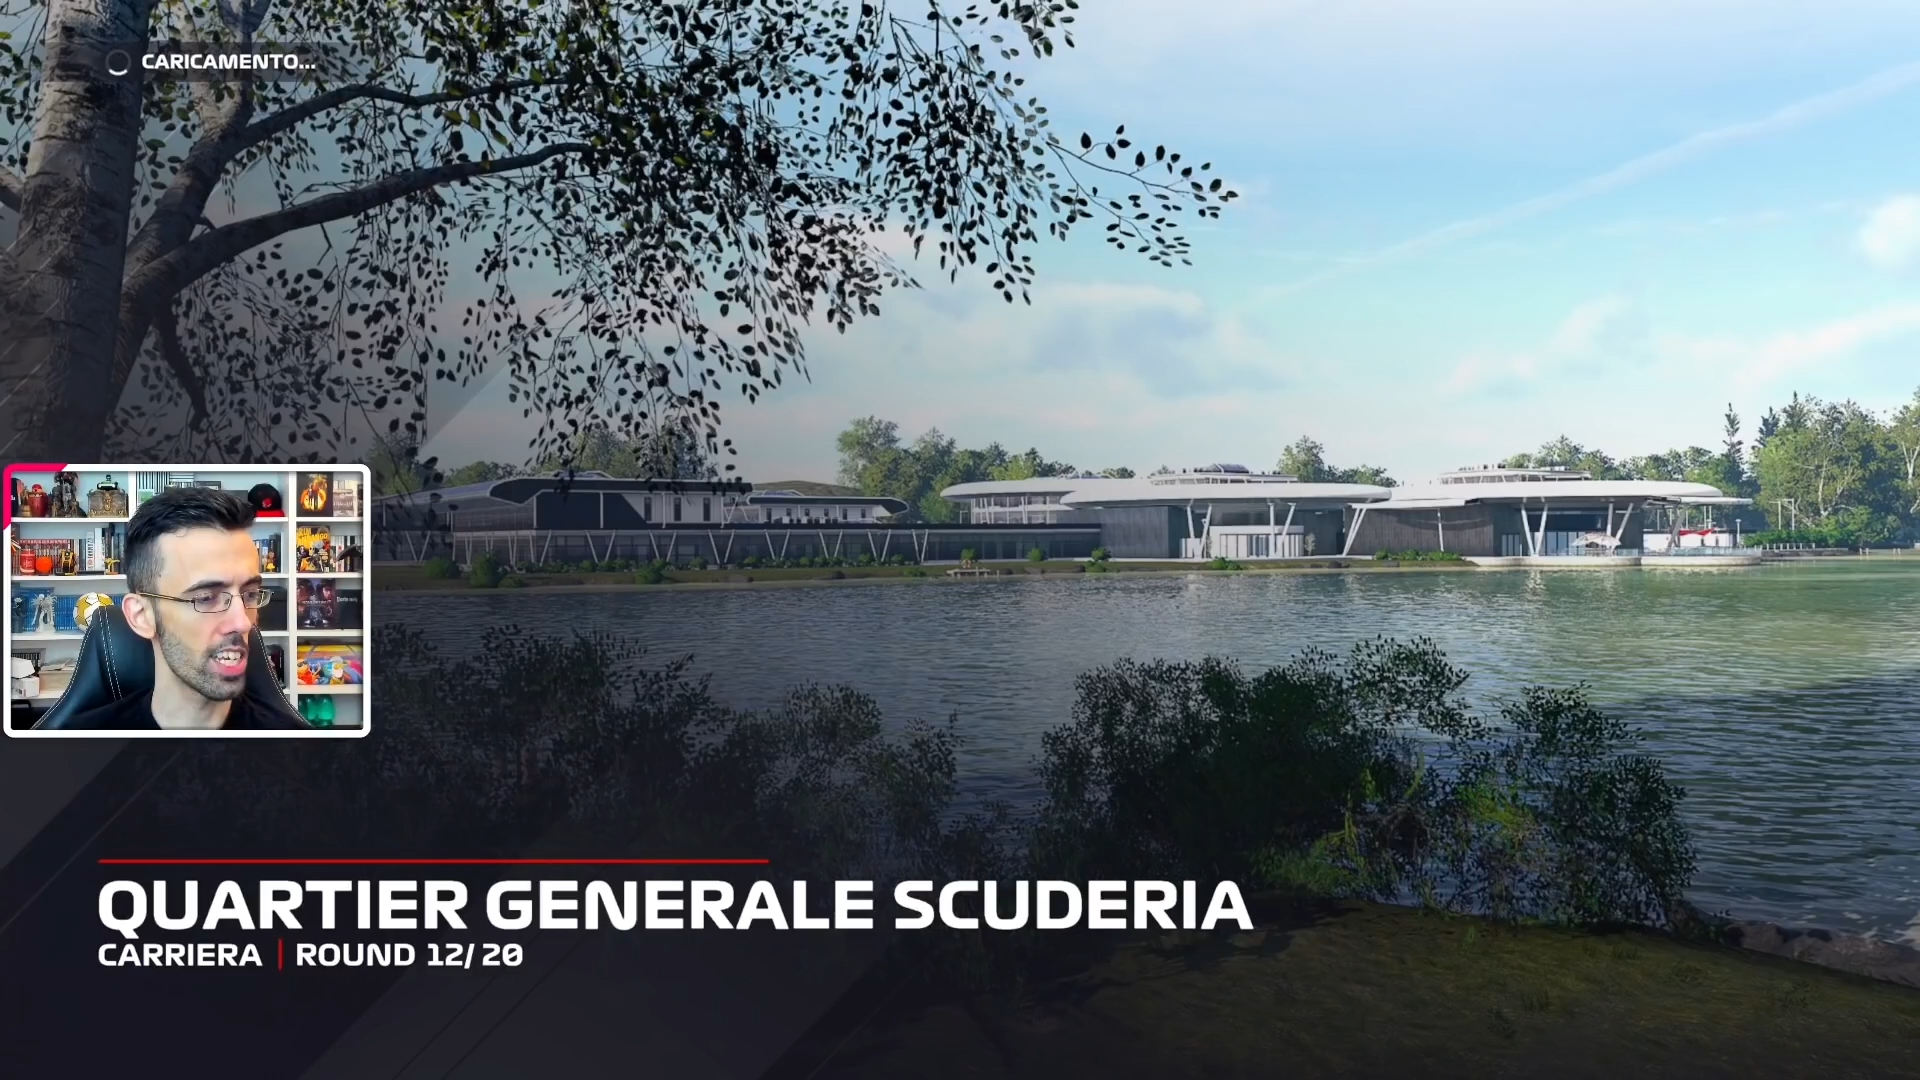 CARICAMENTO...
QUARTIER GENERALE SCUDERIA
CARRIERA | ROUND 12/20